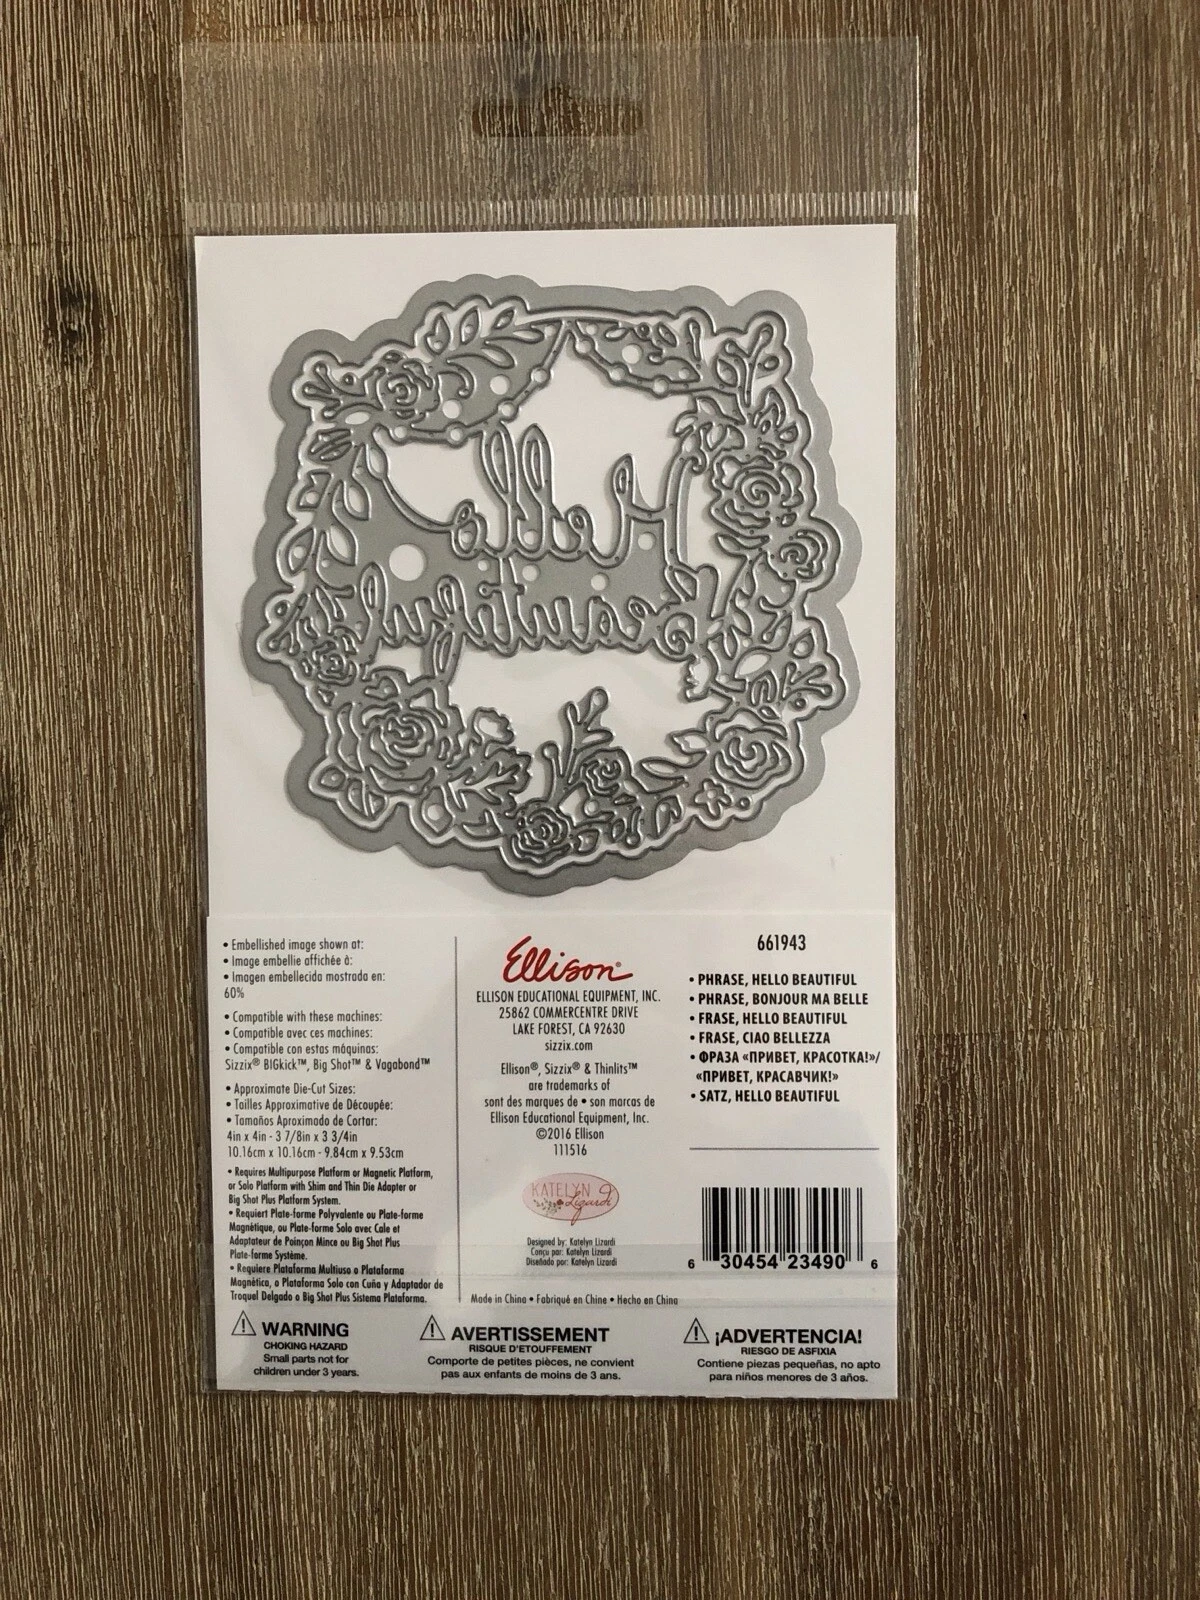 Hello
Beautiful
• Embellished image shown at:
• Image embellie affichée à:
• Imagen embellecida mostrada en:
60%
• Compatible with these machines:
• Compatible avec ces machines:
• Compatible con estas máquinas:
Sizzix® BIGkick™, Big Shot™ & Vagabond™
• Approximate Die-Cut Sizes:
• Tailles Approximative de Découpée:
• Tamaños Aproximado de Cortar:
4in x 4in - 3 7/8in x 3 3/4in
10.16cm x 10.16cm - 9.84cm x 9.53cm
• Requires Multipurpose Platform or Magnetic Platform,
or Solo Platform with Shim and Thin Die Adapter or
Big Shot Plus Platform System.
• Requiert Plate-forme Polyvalente ou Plate-forme
Magnétique, ou Plate-forme Solo avec Cale et
Adaptateur de Poinçon Mince ou Big Shot Plus
Plate-forme Système.
• Requiere Plataforma Multiuso o Plataforma
Magnética, o Plataforma Solo con Cuña y Adaptador de
Troquel Delgado o Big Shot Plus Sistema Plataforma.
Ellison®
ELLISON EDUCATIONAL EQUIPMENT, INC.
25862 COMMERCENTRE DRIVE
LAKE FOREST, CA 92630
sizzix.com
Ellison®, Sizzix® & Thinlits™
are trademarks of
sont des marques de • son marcas de
Ellison Educational Equipment, Inc.
©2016 Ellison
111516
KATELYN
Lizardi
Designed by: Katelyn Lizardi
Conçu par: Katelyn Lizardi
Diseñado por: Katelyn Lizardi
Made in China • Fabriqué en Chine • Hecho en China
661943
• PHRASE, HELLO BEAUTIFUL
• PHRASE, BONJOUR MA BELLE
• FRASE, HELLO BEAUTIFUL
• FRASE, CIAO BELLEZZA
• ФРАЗА «ПРИВЕТ, КРАСОТКА!»/
«ПРИВЕТ, КРАСАВЧИК!»
• SATZ, HELLO BEAUTIFUL
6 30454 23490 6
WARNING
CHOKING HAZARD
Small parts not for
children under 3 years.
AVERTISSEMENT
RISQUE D'ETOUFFEMENT
Comporte de petites pièces, ne convient
pas aux enfants de moins de 3 ans.
¡ADVERTENCIA!
RIESGO DE ASFIXIA
Contiene piezas pequeñas, no apto
para niños menores de 3 años.